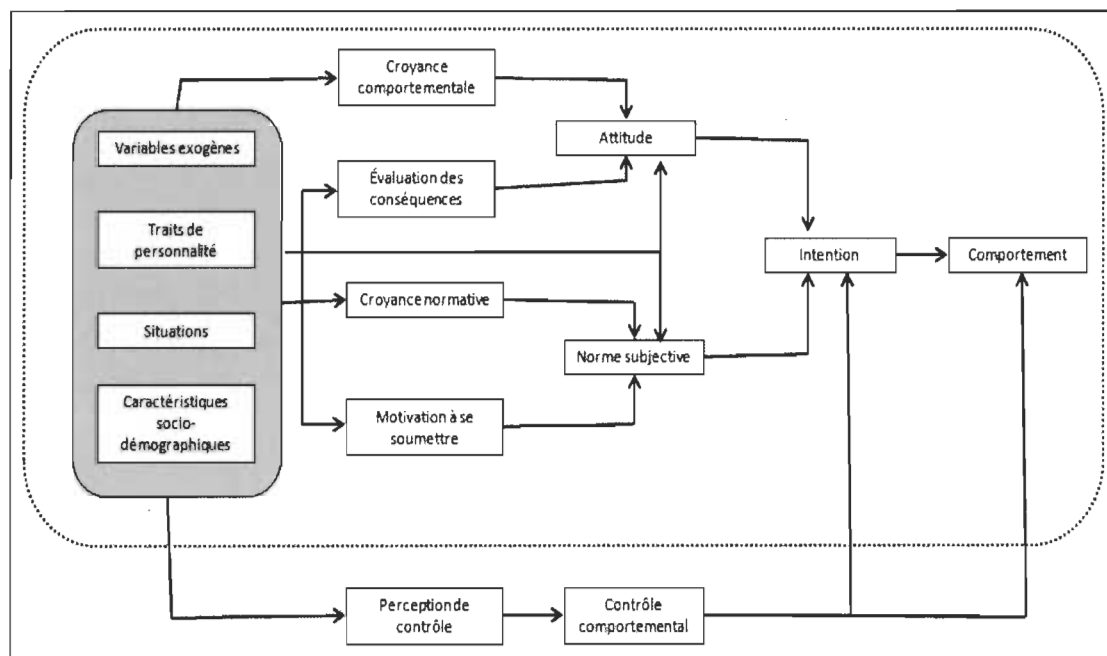 Croyance
comportementale
Variables exogènes
Attitude
Évaluation des
conséquences
Traits de
personnalité
Intention
Comportement
Croyance normative
Situations
Norme subjective
Caractéristiques
socio-
démographiques
Motivation à se
soumettre
Perception de
contrôle
Contrôle
comportemental